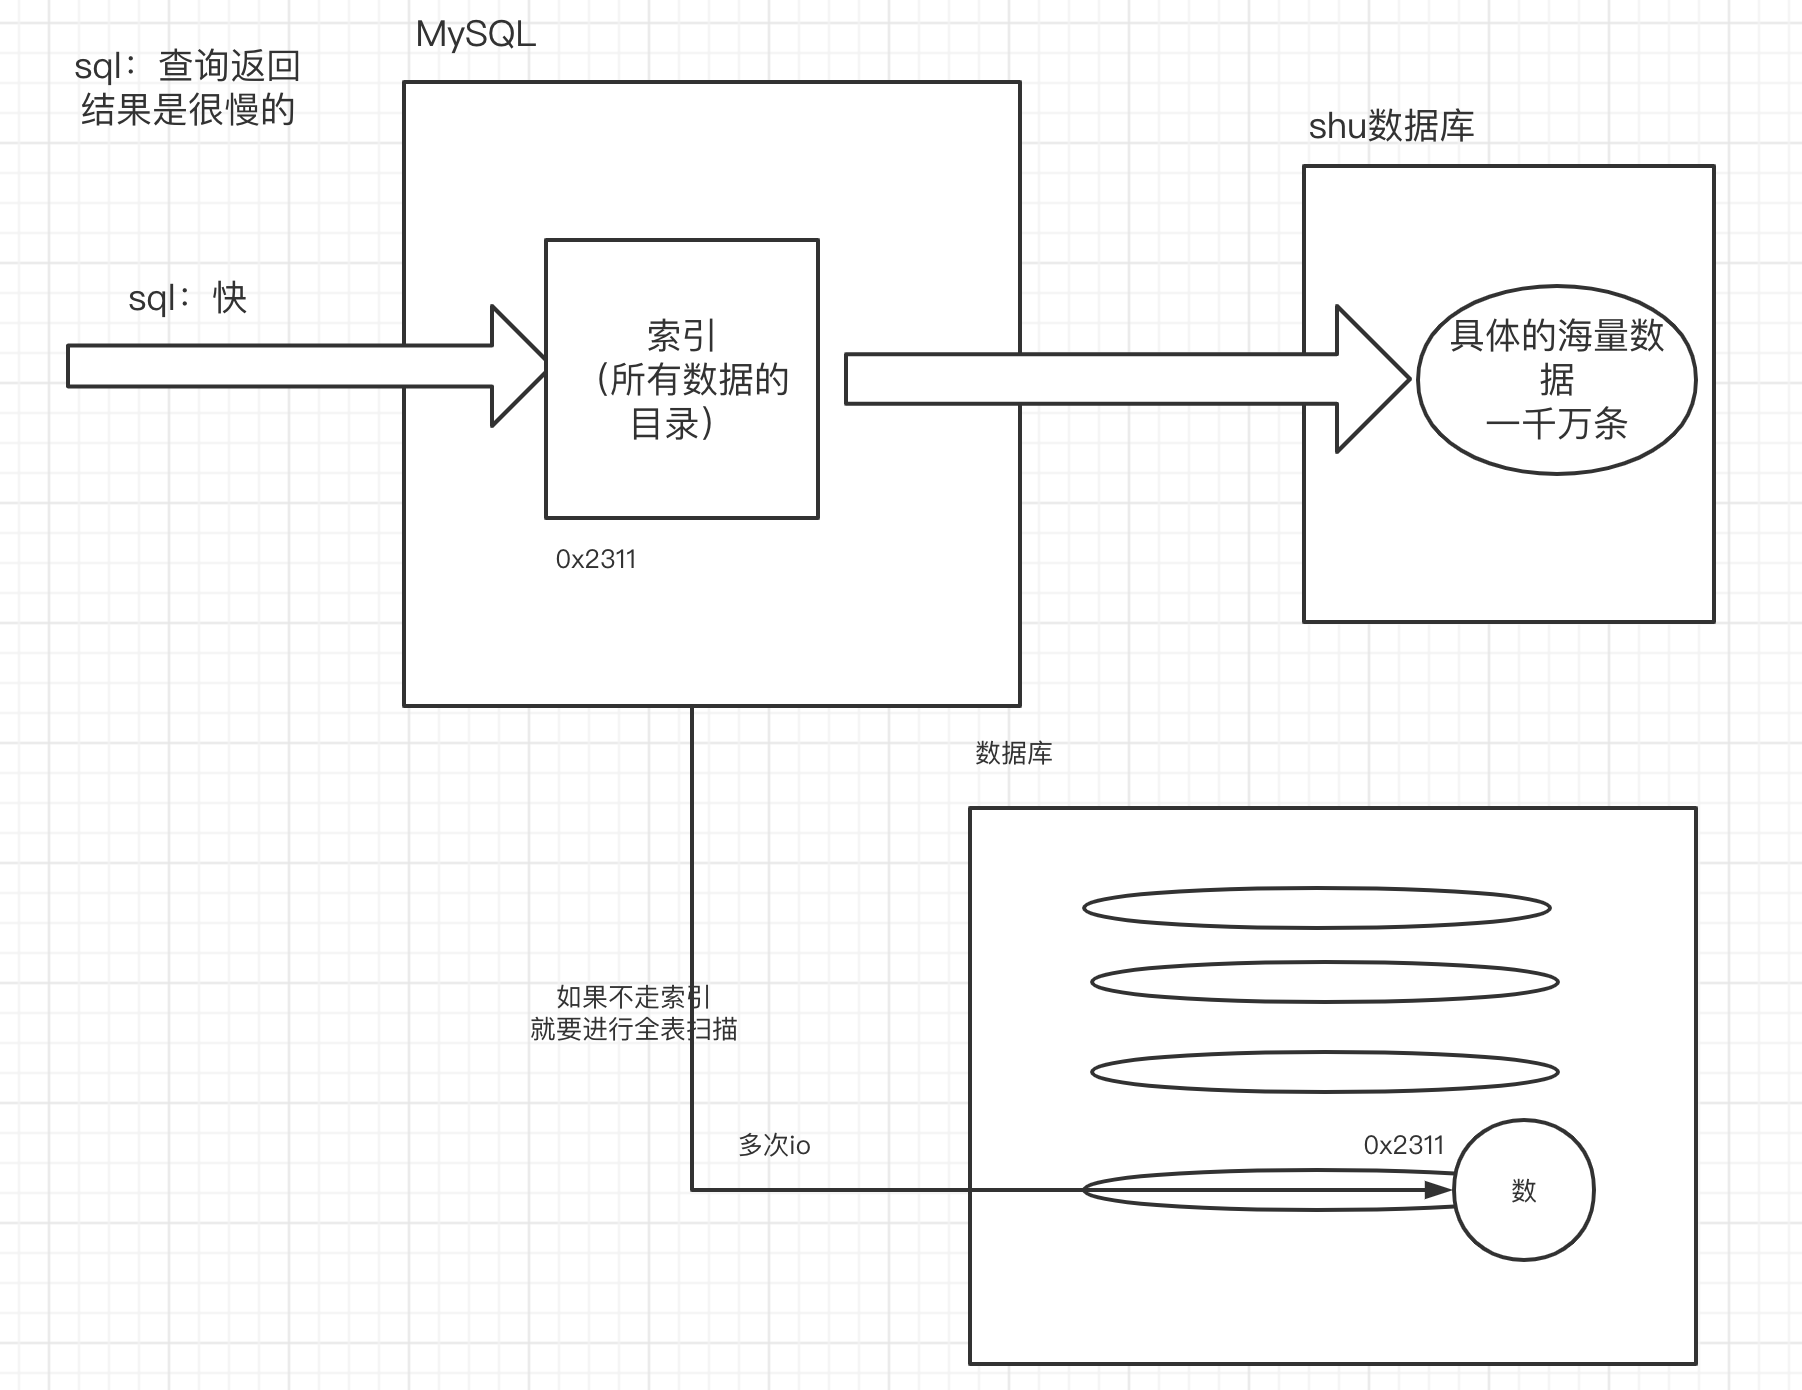 MySQL
sql：查询返回
结果是很慢的
shu数据库
sql：快
索引
（所有数据的
目录）
具体的海量数
据
一千万条
0x2311
数据库
如果不走索引
就要进行全表扫描
多次io
0x2311
数